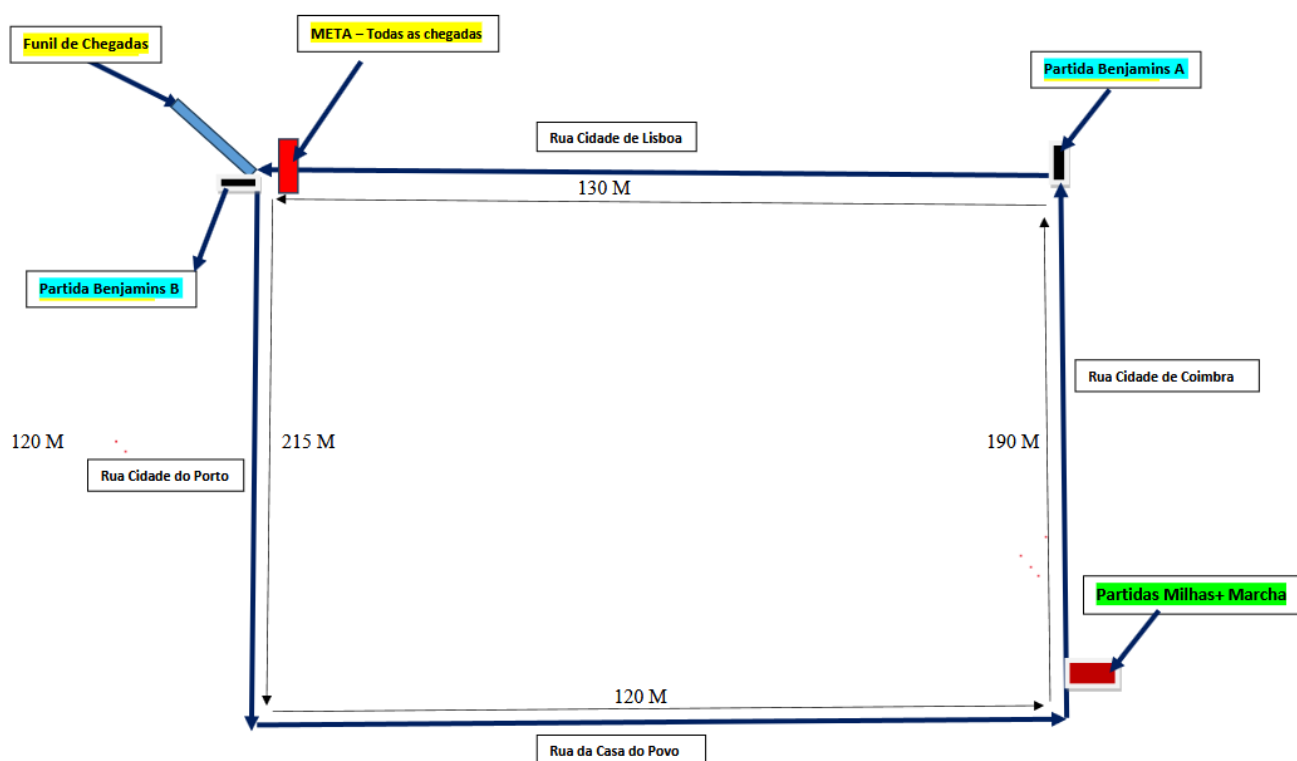 META – Todas as chegadas
Funil de Chegadas
Partida Benjamins A
Rua Cidade de Lisboa
130 M
Partida Benjamins B
Rua Cidade de Coimbra
120 M
215 M
190 M
Rua Cidade do Porto
Partidas Milhas+ Marcha
120 M
Rua da Casa do Povo